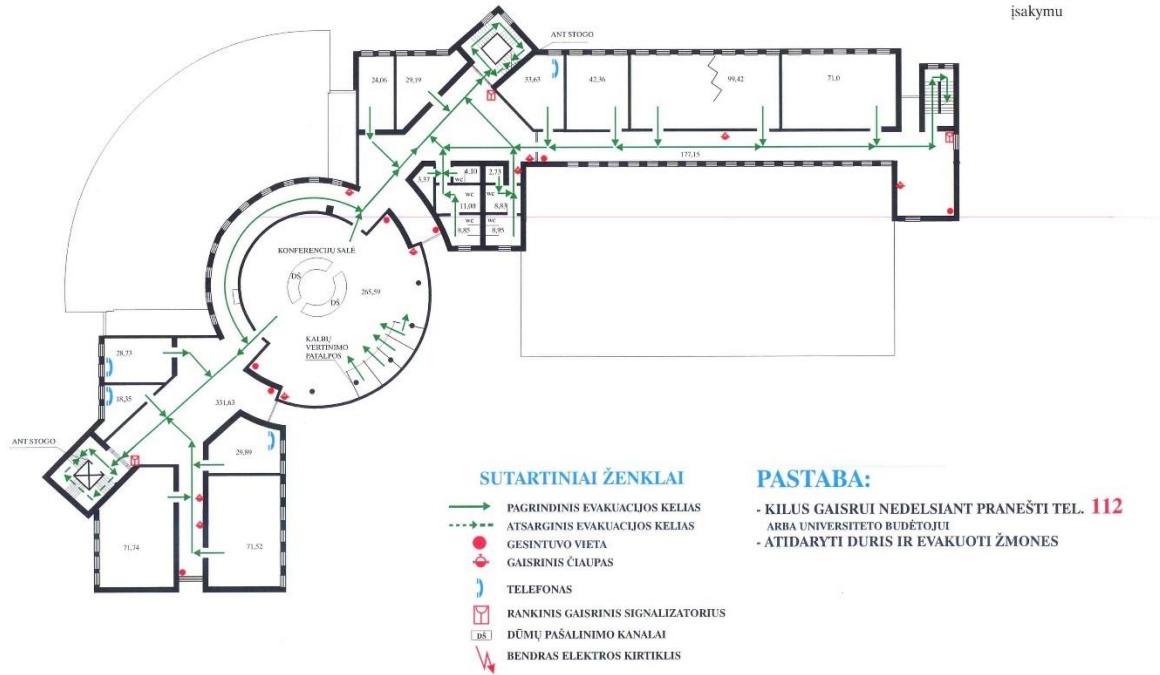 įsakymu
ANT STOGO
24,06
29,19
33,63
42,36
99,42
71,0
177,15
3,37
4,10
2,73
WC
WC
WC
11,00
8,83
WC
WC
8,85
8,95
KONFERENCIJŲ SALĖ
DŠ
DŠ
265,59
KALBŲ
VERTINIMO
PATALPOS
28,73
18,35
331,63
ANT STOGO
29,89
71,74
71,52
SUTARTINIAI ŽENKLAI
PAGRINDINIS EVAKUACIJOS KELIAS
ATSARGINIS EVAKUACIJOS KELIAS
GESINTUVO VIETA
GAISRINIS ČIAUPAS
TELEFONAS
RANKINIS GAISRINIS SIGNALIZATORIUS
DŠ DŪMŲ PAŠALINIMO KANALAI
BENDRAS ELEKTROS KIRTIKLIS
PASTABA:
- KILUS GAISRUI NEDELSIANT PRANEŠTI TEL. 112
ARBA UNIVERSITETO BUDĖTOJUI
- ATIDARYTI DURIS IR EVAKUOTI ŽMONES